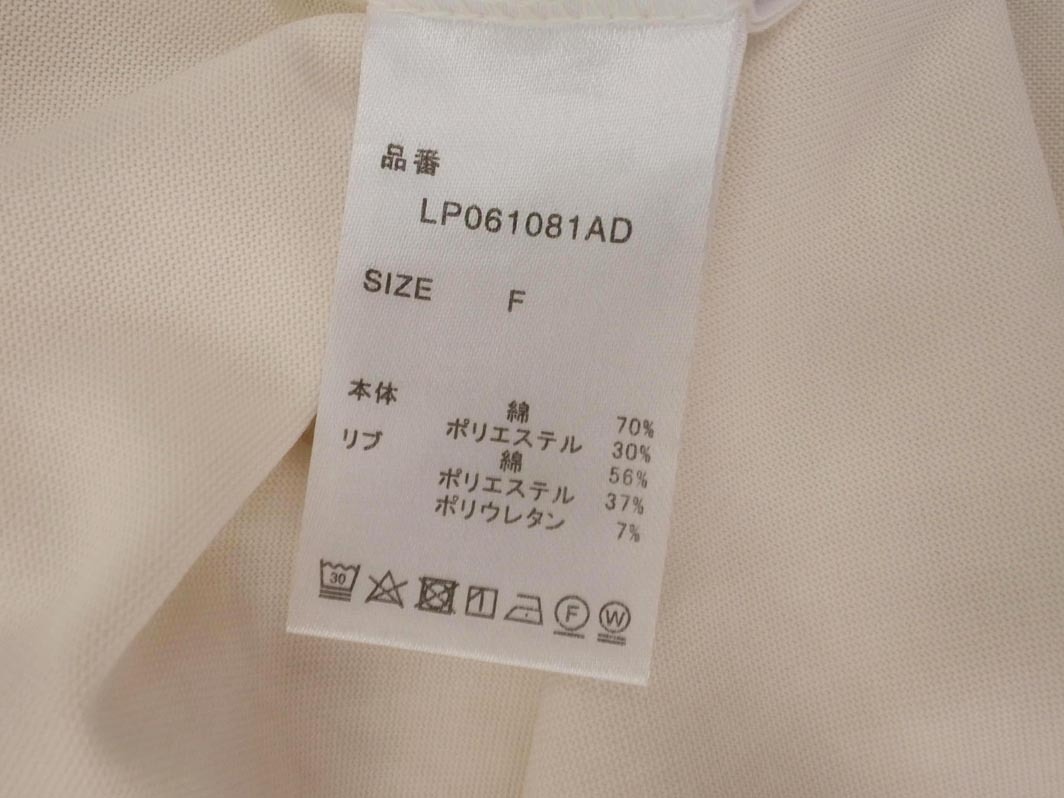 品番
LP061081AD
SIZE F
本体 綿 70%
ポリエステル 30%
リブ 綿 56%
ポリエステル 37%
ポリウレタン 7%
30 F W